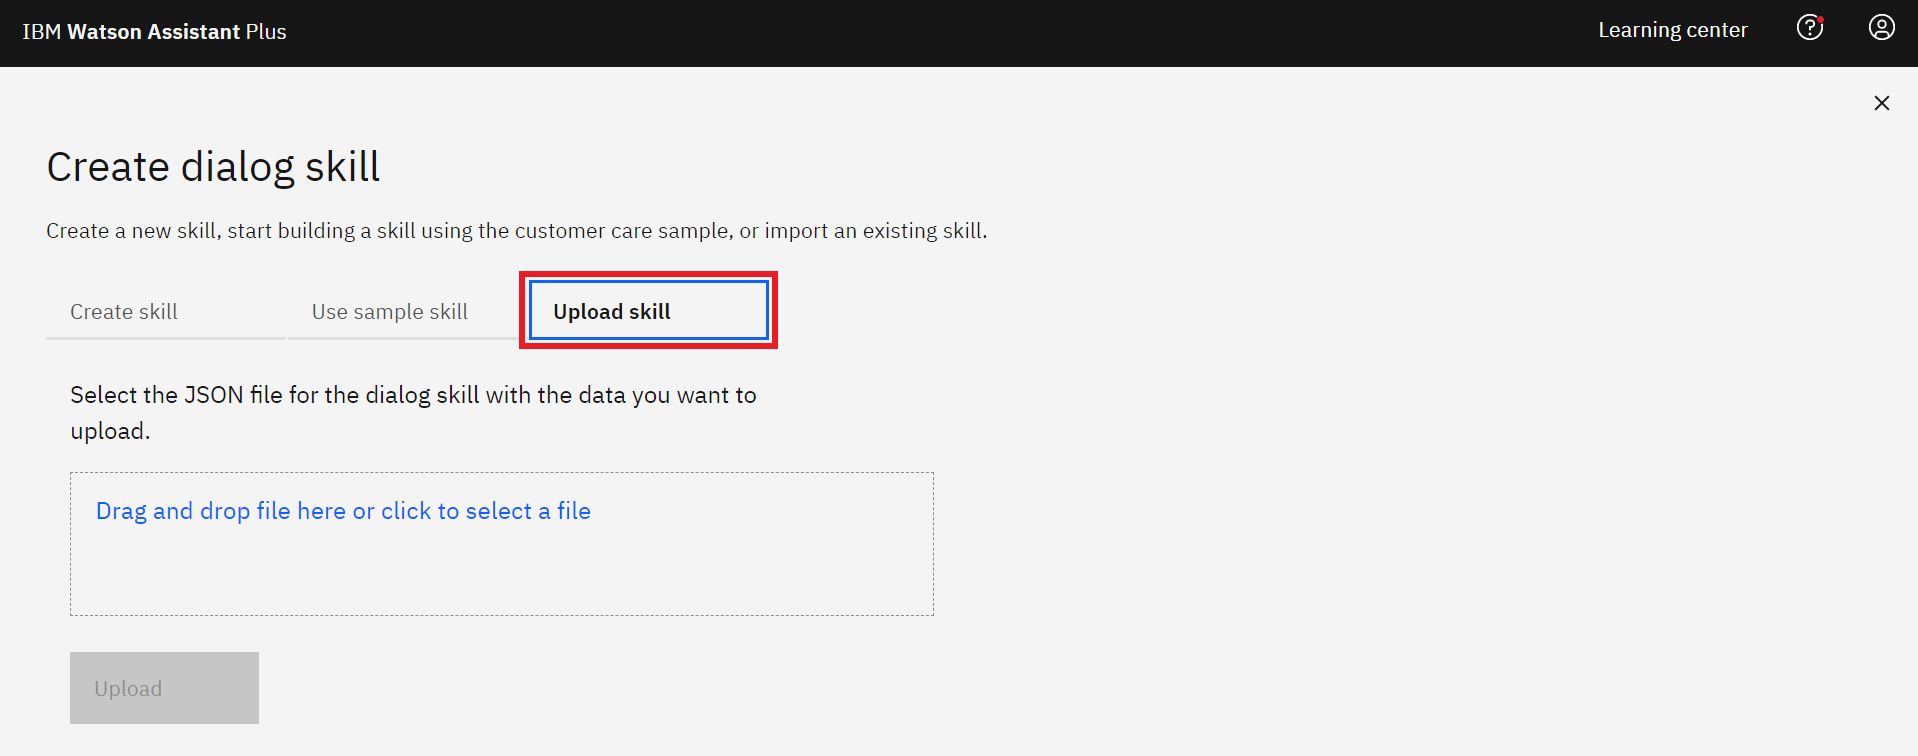 IBM Watson Assistant Plus
Learning center
Create dialog skill
Create a new skill, start building a skill using the customer care sample, or import an existing skill.
Create skill
Use sample skill
Upload skill
Select the JSON file for the dialog skill with the data you want to
upload.
Drag and drop file here or click to select a file
Upload